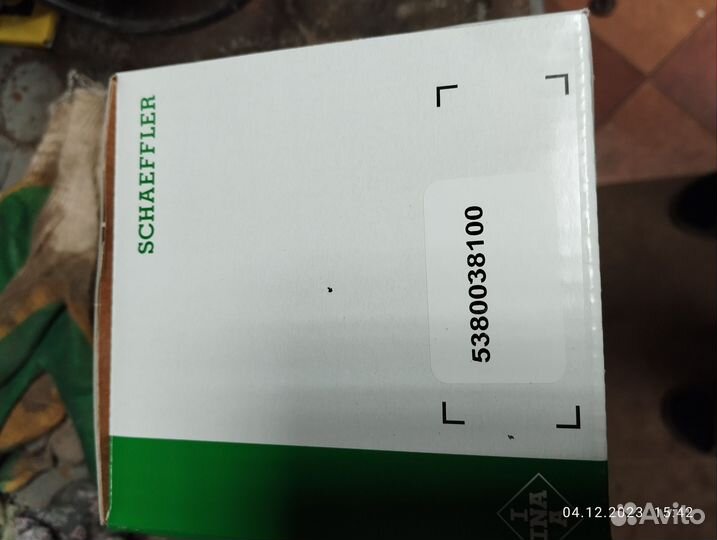 SCHAEFFLER
5380038100
I
INA
A
04.12.2023 15:42
Avito